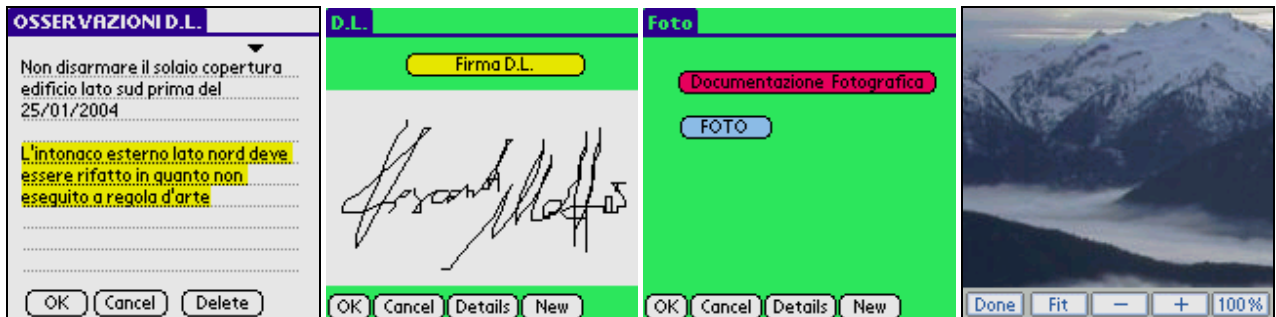 OSSERVAZIONI D.L.
Non disarmare il solaio copertura
edificio lato sud prima del
25/01/2004
L'intonaco esterno lato nord deve
essere rifatto in quanto non
eseguito a regola d'arte
OK Cancel Delete
D.L.
Firma D.L.
OK Cancel Details New
Foto
Documentazione Fotografica
FOTO
OK Cancel Details New
Done Fit − + 100%